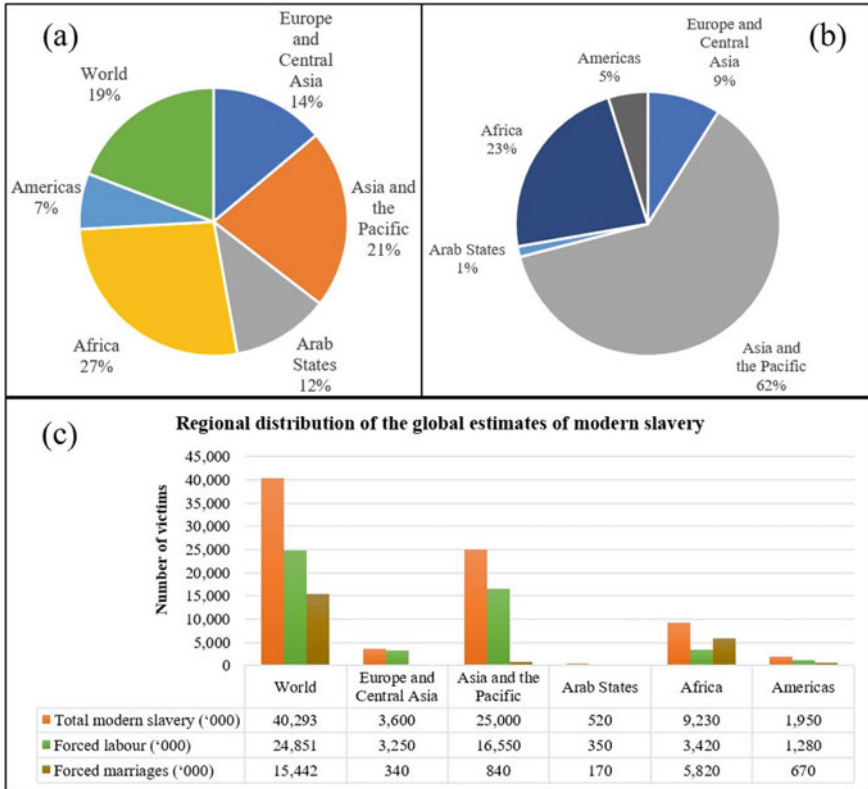 (a)
Europe
and
Central
Asia
14%
World
19%
Americas
7%
Asia and
the
Pacific
21%
Africa
27%
Arab
States
12%
(b)
Europe and
Central
Asia
9%
Americas
5%
Africa
23%
Arab States
1%
Asia and
the Pacific
62%
(c)
Regional distribution of the global estimates of modern slavery
Number of victims
45,000
40,000
35,000
30,000
25,000
20,000
15,000
10,000
5,000
0
World Europe and Central Asia Asia and the Pacific Arab States Africa Americas
Total modern slavery (‘000) 40,293 3,600 25,000 520 9,230 1,950
Forced labour (‘000) 24,851 3,250 16,550 350 3,420 1,280
Forced marriages (‘000) 15,442 340 840 170 5,820 670